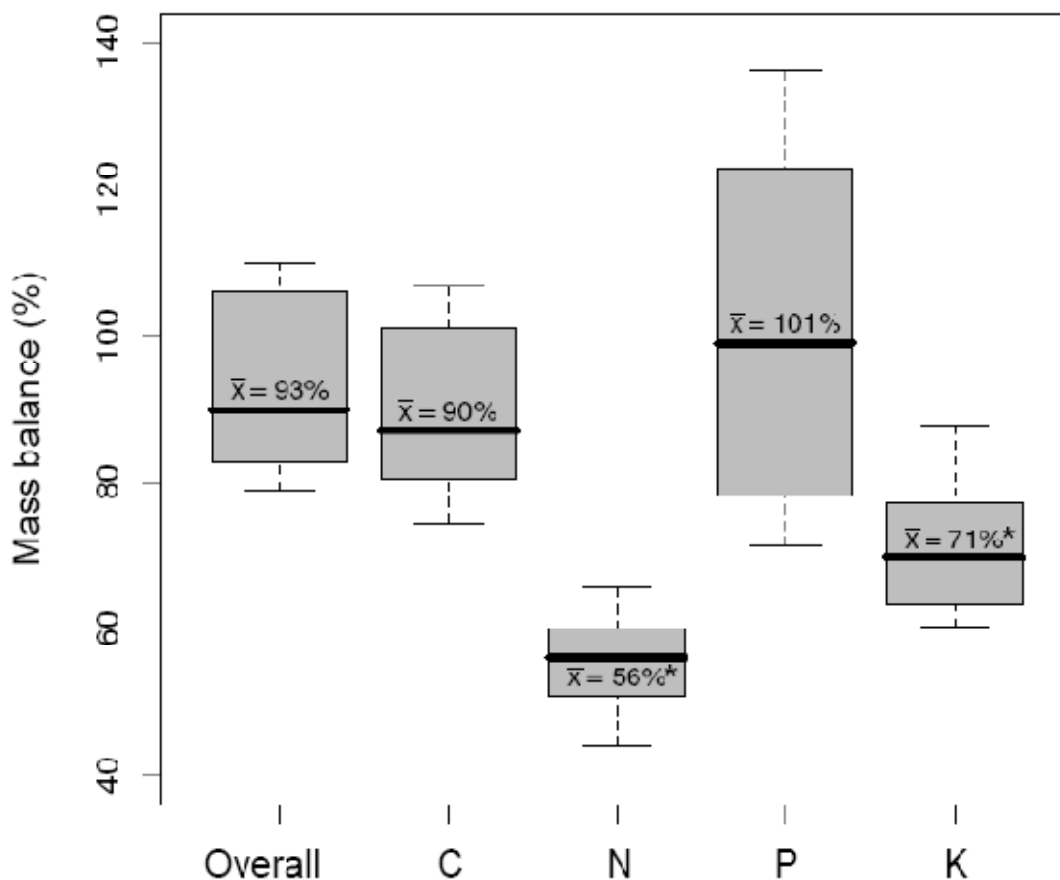 Mass balance (%)
140
120
100
80
60
40
x̅ = 93%
x̅ = 90%
x̅ = 56%*
x̅ = 101%
x̅ = 71%*
Overall C N P K